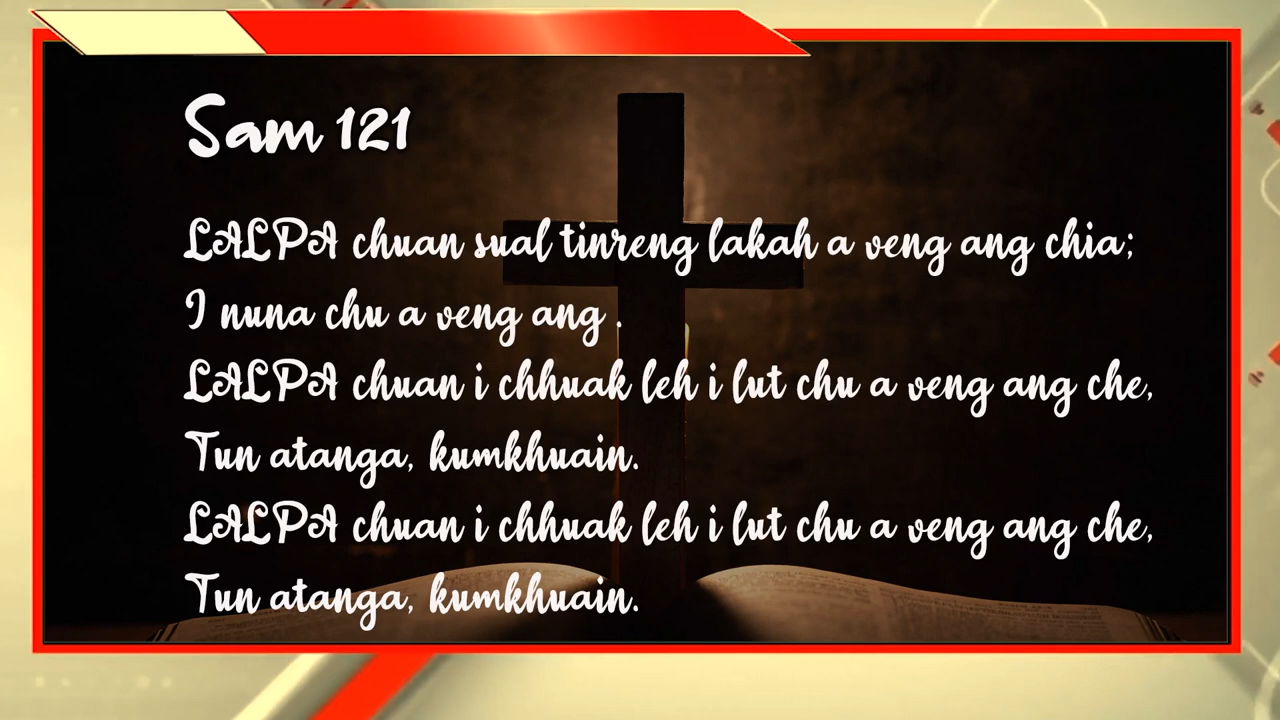 Sam 121
LALPA chuan sual tinreng lakah a veng ang chia;
I nuna chu a veng ang .
LALPA chuan i chhuak leh i lut chu a veng ang che,
Tun atanga, kumkhuain.
LALPA chuan i chhuak leh i lut chu a veng ang che,
Tun atanga, kumkhuain.